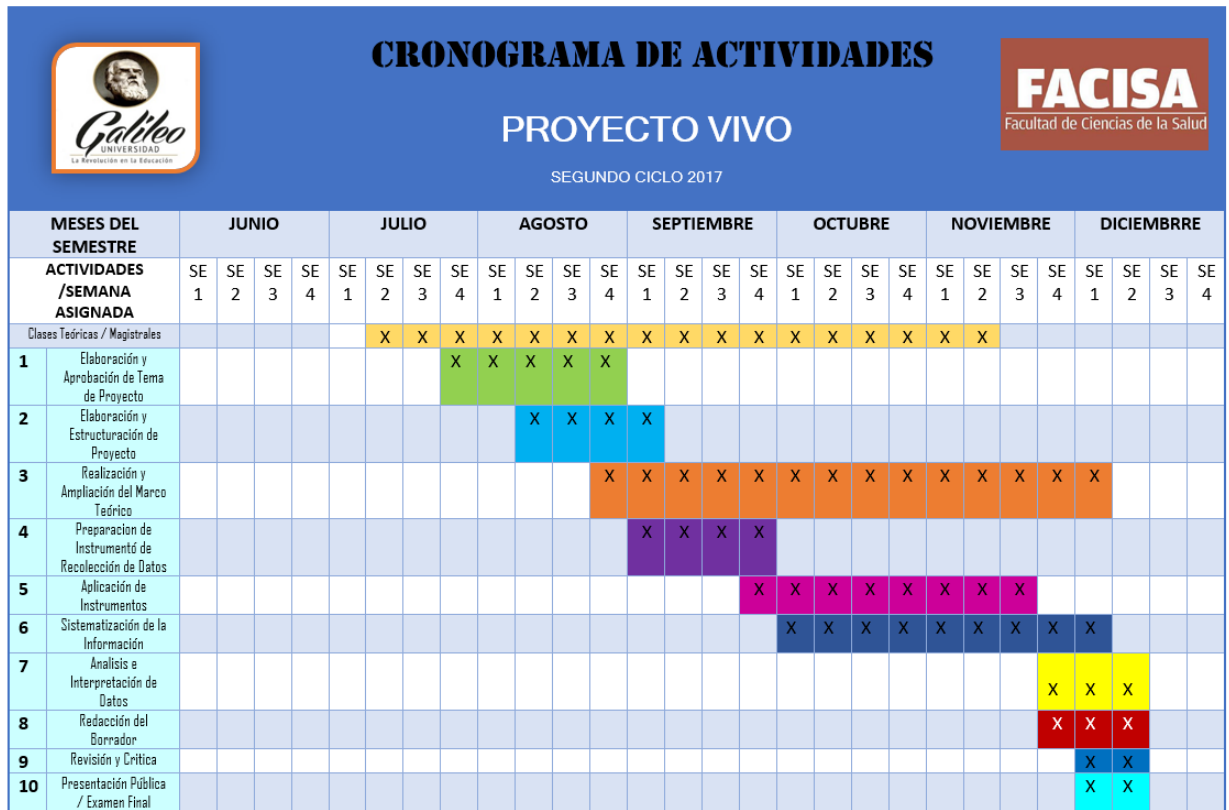 CRONOGRAMA DE ACTIVIDADES
Galileo
UNIVERSIDAD
La Revolución en la Educación
PROYECTO VIVO
FACISA
Facultad de Ciencias de la Salud
SEGUNDO CICLO 2017
MESES DEL SEMESTRE JUNIO JULIO AGOSTO SEPTIEMBRE OCTUBRE NOVIEMBRE DICIEMBRRE
ACTIVIDADES /SEMANA ASIGNADA SE 1 SE 2 SE 3 SE 4 SE 1 SE 2 SE 3 SE 4 SE 1 SE 2 SE 3 SE 4 SE 1 SE 2 SE 3 SE 4 SE 1 SE 2 SE 3 SE 4 SE 1 SE 2 SE 3 SE 4 SE 1 SE 2 SE 3 SE 4
Clases Teóricas / Magistrales X X X X X X X X X X X X X X X X X
1 Elaboración y Aprobación de Tema de Proyecto X X X X X
2 Elaboración y Estructuración de Proyecto X X X X
3 Realización y Ampliación del Marco Teórico X X X X X X X X X X X X X X
4 Preparacion de Instrumentó de Recolección de Datos X X X X
5 Aplicación de Instrumentos X X X X X X X X
6 Sistematización de la Información X X X X X X X X X
7 Analisis e Interpretación de Datos X X X
8 Redacción del Borrador X X X
9 Revisión y Critica X X
10 Presentación Pública / Examen Final X X